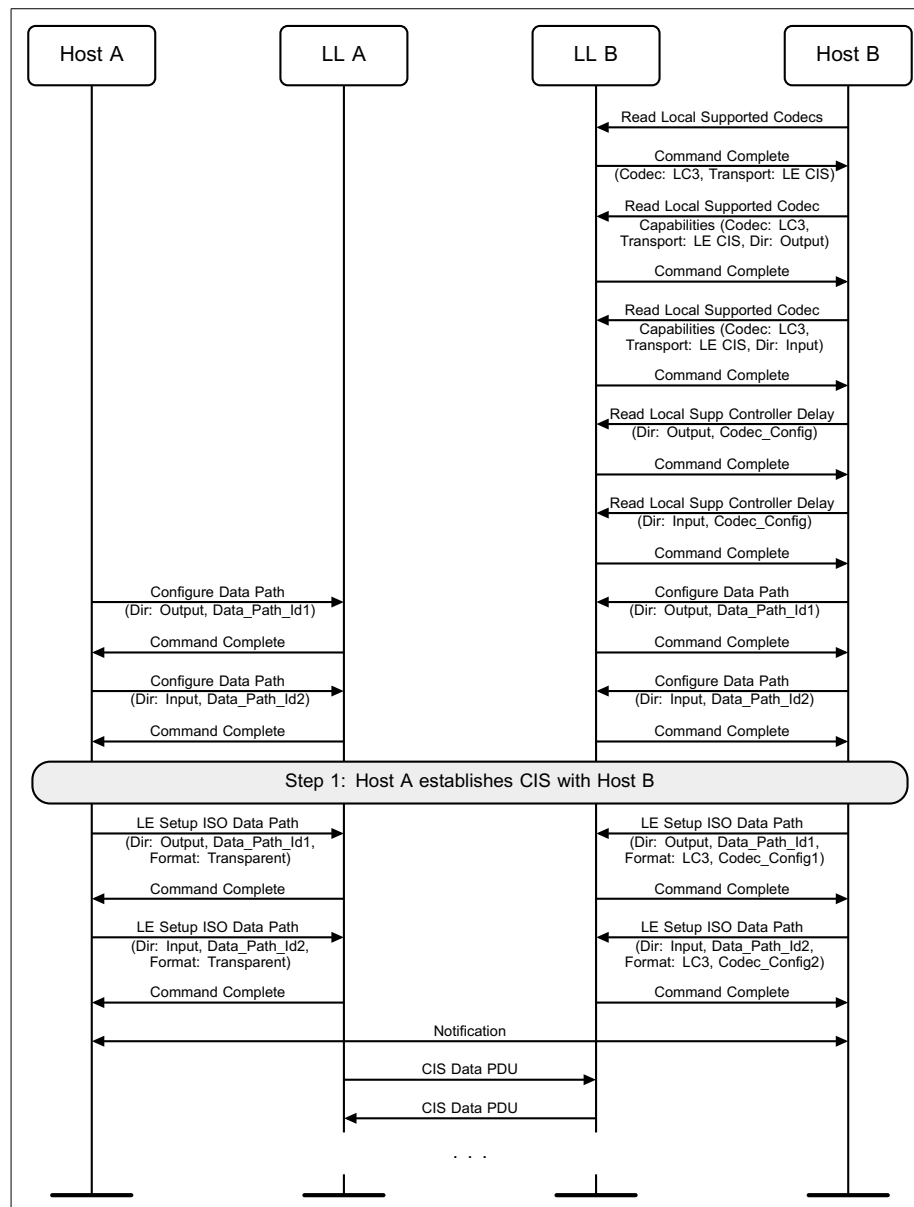 Host A
LL A
LL B
Host B
Read Local Supported Codecs
Command Complete
(Codec: LC3, Transport: LE CIS)
Read Local Supported Codec
Capabilities (Codec: LC3,
Transport: LE CIS, Dir: Output)
Command Complete
Read Local Supported Codec
Capabilities (Codec: LC3,
Transport: LE CIS, Dir: Input)
Command Complete
Read Local Supp Controller Delay
(Dir: Output, Codec_Config)
Command Complete
Read Local Supp Controller Delay
(Dir: Input, Codec_Config)
Command Complete
Configure Data Path
(Dir: Output, Data_Path_Id1)
Configure Data Path
(Dir: Output, Data_Path_Id1)
Command Complete
Command Complete
Configure Data Path
(Dir: Input, Data_Path_Id2)
Configure Data Path
(Dir: Input, Data_Path_Id2)
Command Complete
Command Complete
Step 1: Host A establishes CIS with Host B
LE Setup ISO Data Path
(Dir: Output, Data_Path_Id1,
Format: Transparent)
LE Setup ISO Data Path
(Dir: Output, Data_Path_Id1,
Format: LC3, Codec_Config1)
Command Complete
Command Complete
LE Setup ISO Data Path
(Dir: Input, Data_Path_Id2,
Format: Transparent)
LE Setup ISO Data Path
(Dir: Input, Data_Path_Id2,
Format: LC3, Codec_Config2)
Command Complete
Command Complete
Notification
CIS Data PDU
CIS Data PDU
. . .